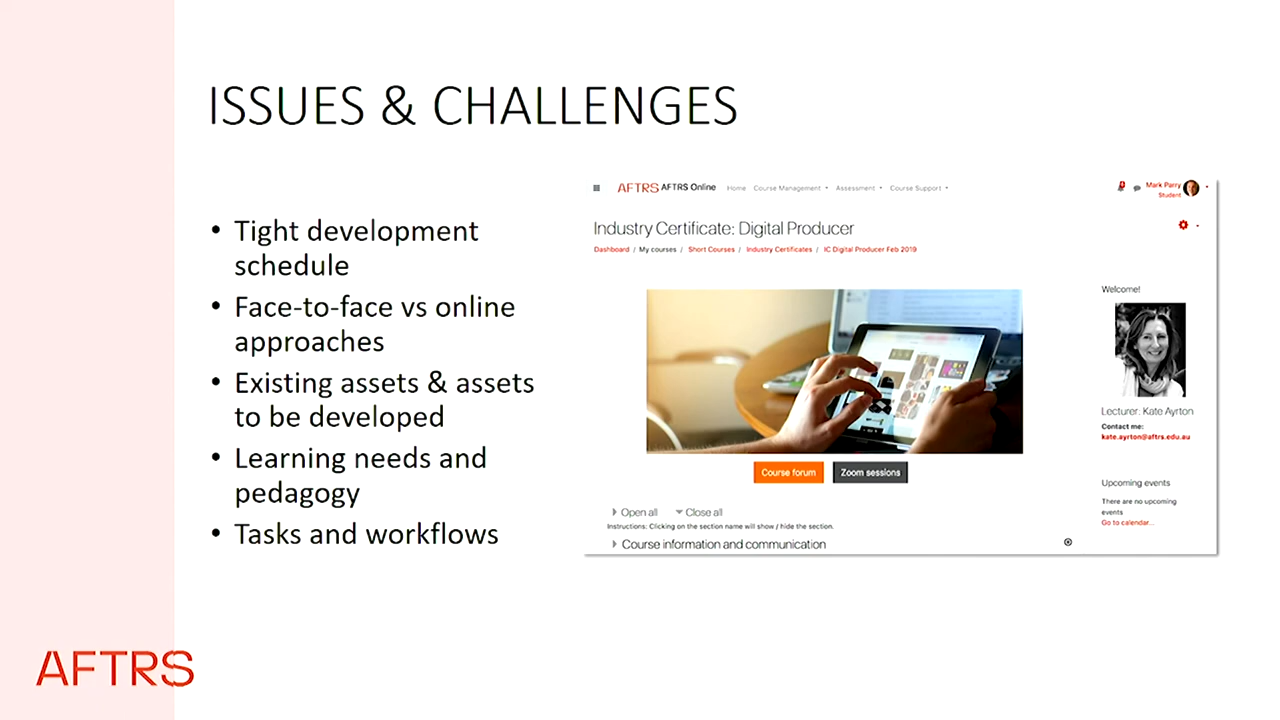 ISSUES & CHALLENGES
• Tight development
schedule
• Face-to-face vs online
approaches
• Existing assets & assets
to be developed
• Learning needs and
pedagogy
• Tasks and workflows
AFTRS AFTRS Online Home Course Management Assessment Course Support
Mark Parry
Student
Industry Certificate: Digital Producer
Dashboard / My courses / Short Courses / Industry Certificates / IC Digital Producer Feb 2019
Course forum Zoom sessions
Open all Close all
Instructions: Clicking on the section name will show / hide the section.
Course information and communication
Welcome!
Lecturer: Kate Ayrton
Contact me:
kate.ayrton@aftrs.edu.au
Upcoming events
There are no upcoming
events
Go to calendar...
AFTRS